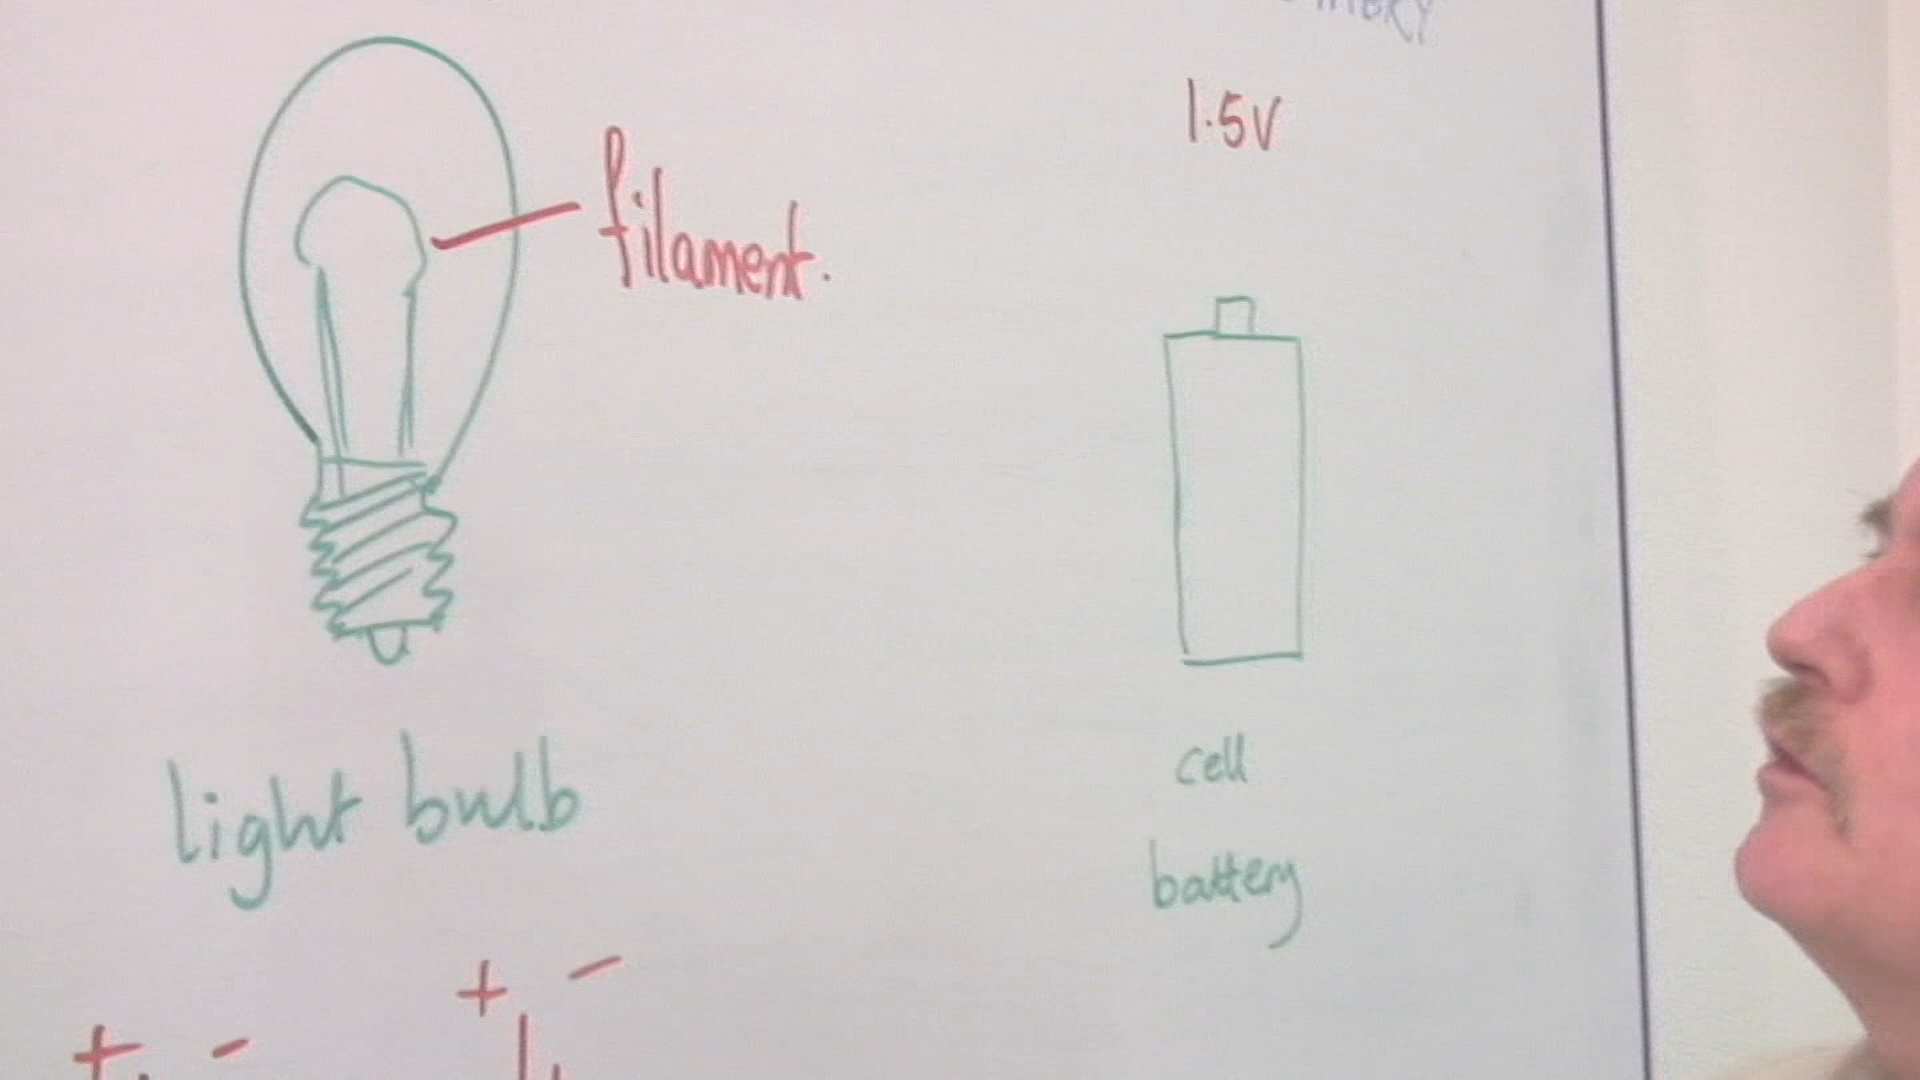 1.5V
filament.
light bulb
cell
battery
+ -
+ -